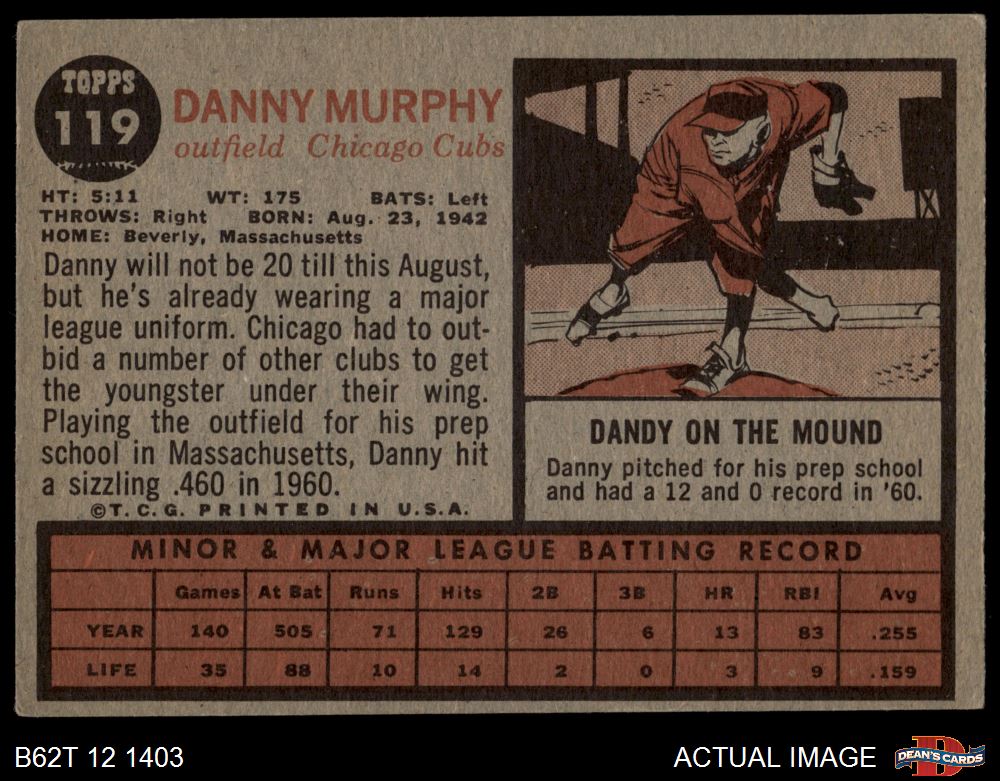 TOPPS
119
DANNY MURPHY
outfield Chicago Cubs
HT: 5:11 WT: 175 BATS: Left
THROWS: Right BORN: Aug. 23, 1942
HOME: Beverly, Massachusetts
Danny will not be 20 till this August,
but he's already wearing a major
league uniform. Chicago had to out-
bid a number of other clubs to get
the youngster under their wing.
Playing the outfield for his prep
school in Massachusetts, Danny hit
a sizzling .460 in 1960.
©T.C.G. PRINTED IN U.S.A.
DANDY ON THE MOUND
Danny pitched for his prep school
and had a 12 and 0 record in '60.
MINOR & MAJOR LEAGUE BATTING RECORD
Games At Bat Runs Hits 2B 3B HR RBI Avg
YEAR 140 505 71 129 26 6 13 83 .255
LIFE 35 88 10 14 2 0 3 9 .159
B62T 12 1403
ACTUAL IMAGE
D
DEAN'S CARDS